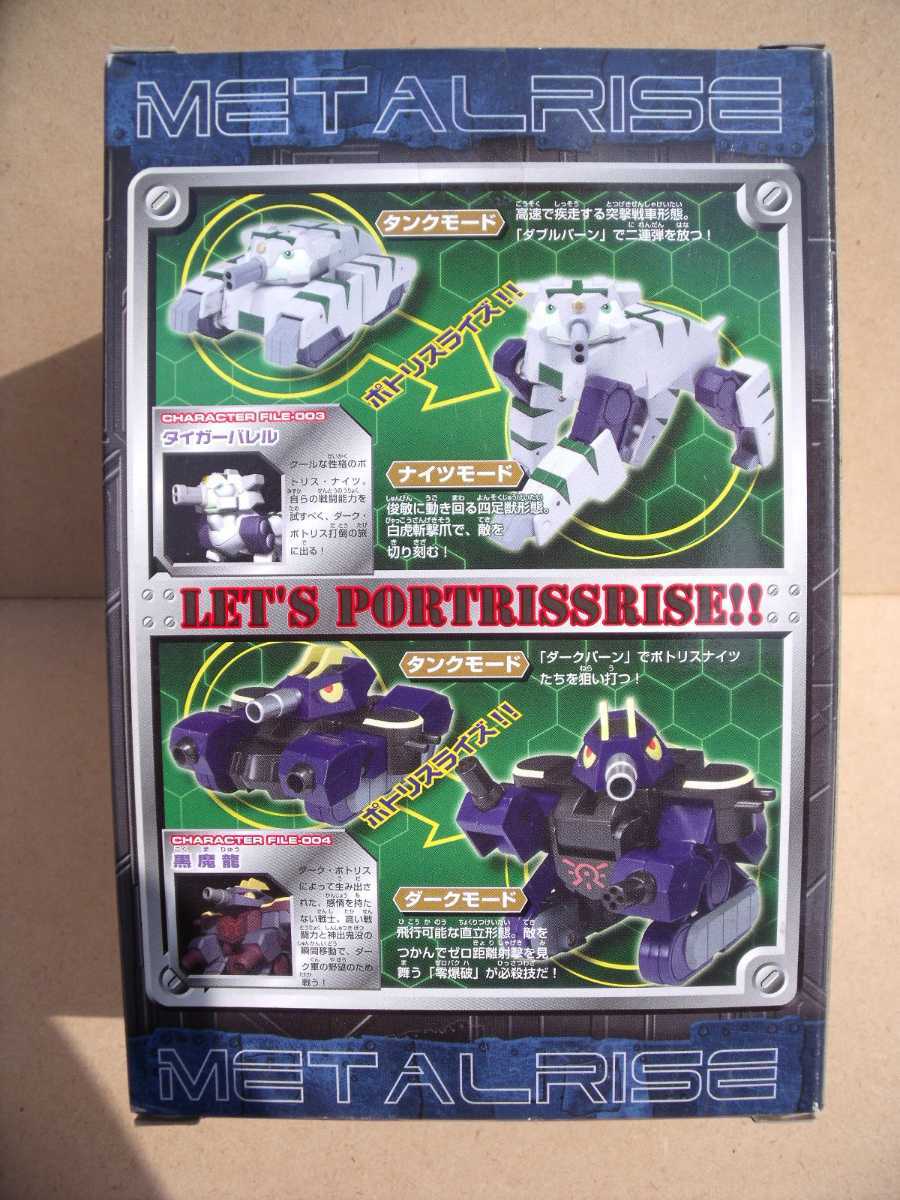 METALRISE
タンクモード
高速で疾走する突撃戦車形態。
「ダブルバーン」で二連弾を放つ!
ポトリスライズ!!
CHARACTER FILE-003
タイガーバレル
クールな性格のポ
トリス・ナイツ。
自らの戦闘能力を
試すべく、ダーク・
ポトリス打倒の旅
に出る!
ナイツモード
俊敏に動き回る四足獣形態。
白虎斬撃爪で、敵を
切り刻む!
LET'S PORTRISSRISE!!
タンクモード
「ダークバーン」でポトリスナイツ
たちを狙い打つ!
ポトリスライズ!!
CHARACTER FILE-004
黒魔龍
ダーク・ポトリス
によって生み出さ
れた、感情を持た
ない戦士。高い戦
闘力と神出鬼没の
瞬間移動で、ダー
ク軍の野望のため
戦う!
ダークモード
飛行可能な直立形態。敵を
つかんでゼロ距離射撃を見
舞う「零爆破」が必殺技だ!
METALRISE